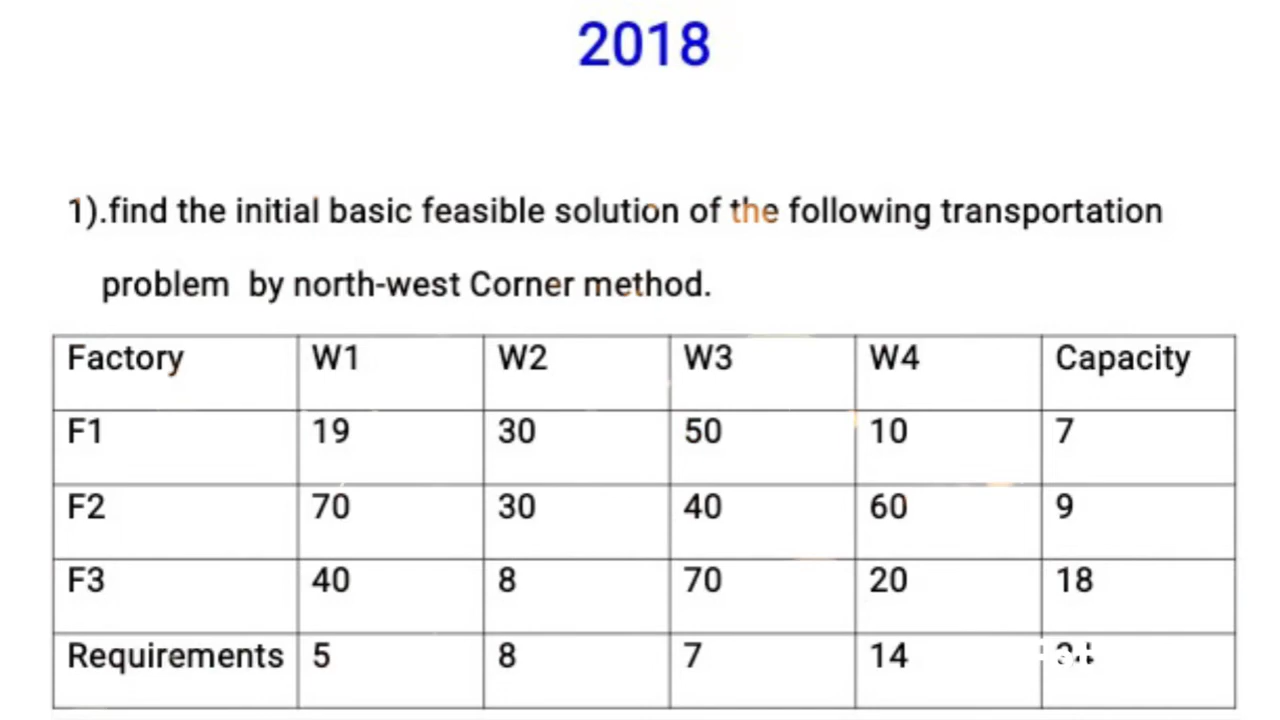 2018
1).find the initial basic feasible solution of the following transportation
problem by north-west Corner method.
Factory W1 W2 W3 W4 Capacity
F1 19 30 50 10 7
F2 70 30 40 60 9
F3 40 8 70 20 18
Requirements 5 8 7 14